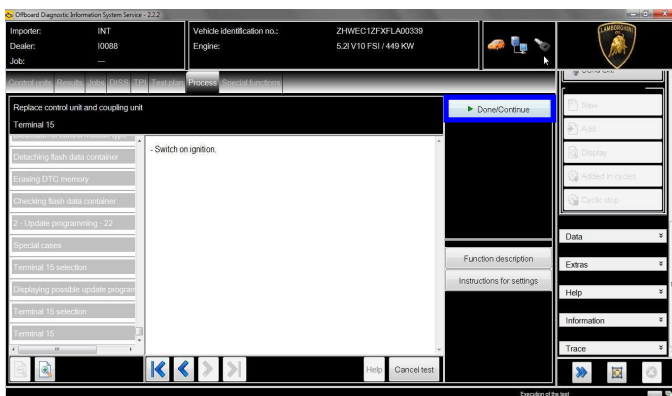 Offboard Diagnostic Information System Service - 2.2.2
Importer: INT
Dealer: I0088
Job: ---
Vehicle identification no.: ZHWEC1ZFXFLA00339
Engine: 5.2l V10 FSI / 449 KW
LAMBORGHINI
Control units Results Jobs DISS TPI Test plan Process Special functions
Replace control unit and coupling unit
Terminal 15
Detaching flash data container
Erasing DTC memory
Checking flash data container
2 - Update programming - 22
Special cases
Terminal 15 selection
Displaying possible update program
Terminal 15 selection
Terminal 15
- Switch on ignition.
Help
Cancel test
Done/Continue
Function description
Instructions for settings
New
Add
Display
Added in cycles
Cyclic stop
Data
Extras
Help
Information
Trace
Execution of the test